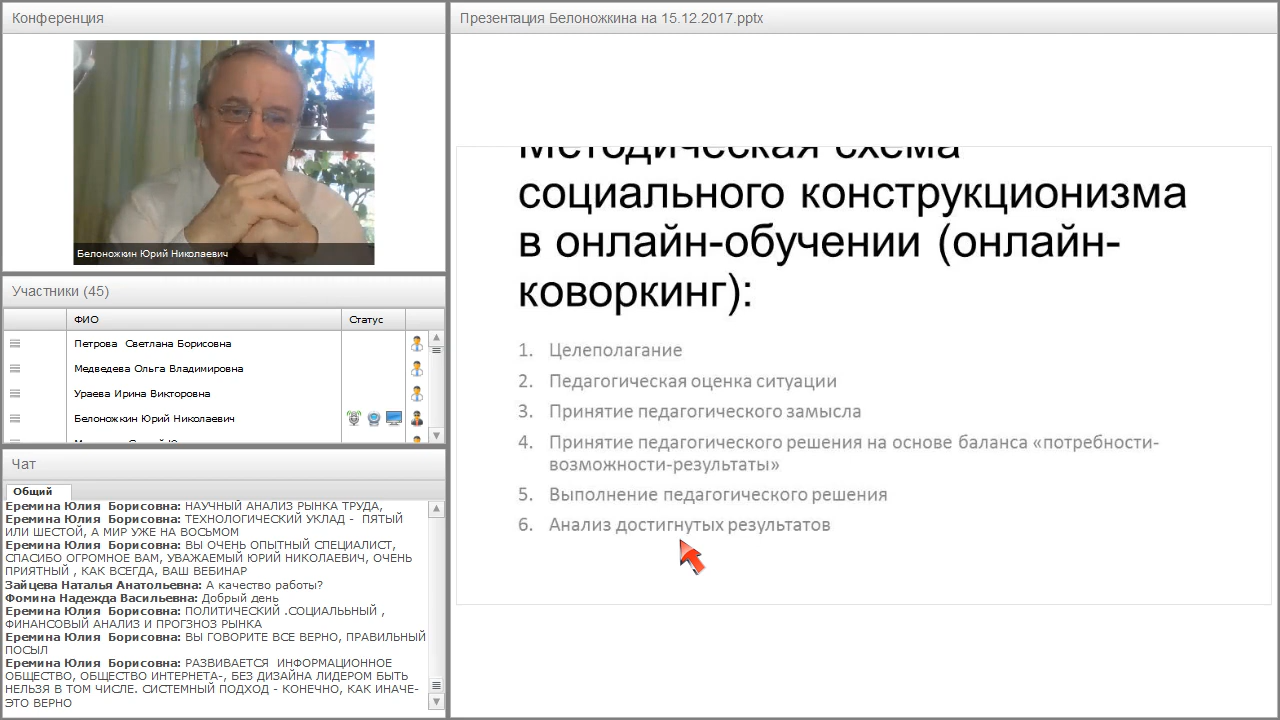 Конференция
Белоножкин Юрий Николаевич
Участники (45)
ФИО Статус
Петрова Светлана Борисовна
Медведева Ольга Владимировна
Ураева Ирина Викторовна
Белоножкин Юрий Николаевич
Чат
Общий
Еремина Юлия Борисовна: НАУЧНЫЙ АНАЛИЗ РЫНКА ТРУДА,
Еремина Юлия Борисовна: ТЕХНОЛОГИЧЕСКИЙ УКЛАД - ПЯТЫЙ
ИЛИ ШЕСТОЙ, А МИР УЖЕ НА ВОСЬМОМ
Еремина Юлия Борисовна: ВЫ ОЧЕНЬ ОПЫТНЫЙ СПЕЦИАЛИСТ,
СПАСИБО ОГРОМНОЕ ВАМ, УВАЖАЕМЫЙ ЮРИЙ НИКОЛАЕВИЧ, ОЧЕНЬ
ПРИЯТНЫЙ , КАК ВСЕГДА, ВАШ ВЕБИНАР
Зайцева Наталья Анатольевна: А качество работы?
Фомина Надежда Васильевна: Добрый день
Еремина Юлия Борисовна: ПОЛИТИЧЕСКИЙ .СОЦИАЛЬЬНЫЙ ,
ФИНАНСОВЫЙ АНАЛИЗ И ПРОГЗНОЗ РЫНКА
Еремина Юлия Борисовна: ВЫ ГОВОРИТЕ ВСЕ ВЕРНО, ПРАВИЛЬНЫЙ
ПОСЫЛ
Еремина Юлия Борисовна: РАЗВИВАЕТСЯ ИНФОРМАЦИОННОЕ
ОБЩЕСТВО, ОБЩЕСТВО ИНТЕРНЕТА-, БЕЗ ДИЗАЙНА ЛИДЕРОМ БЫТЬ
НЕЛЬЗЯ В ТОМ ЧИСЛЕ. СИСТЕМНЫЙ ПОДХОД - КОНЕЧНО, КАК ИНАЧЕ-
ЭТО ВЕРНО
Презентация Белоножкина на 15.12.2017.pptx
Методическая схема
социального конструкционизма
в онлайн-обучении (онлайн-
коворкинг):
1. Целеполагание
2. Педагогическая оценка ситуации
3. Принятие педагогического замысла
4. Принятие педагогического решения на основе баланса «потребности-
возможности-результаты»
5. Выполнение педагогического решения
6. Анализ достигнутых результатов